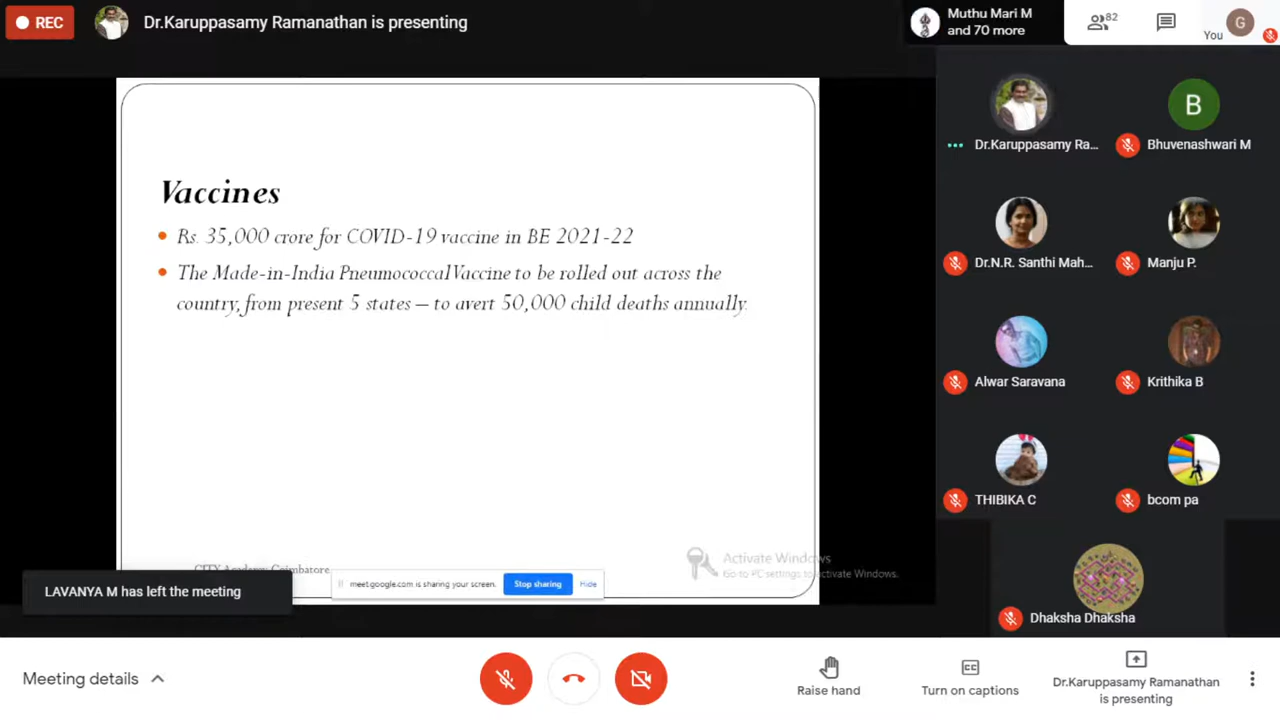 REC
Dr.Karuppasamy Ramanathan is presenting
Muthu Mari M
and 70 more
82
You
G
Vaccines
Rs. 35,000 crore for COVID-19 vaccine in BE 2021-22
The Made-in-India Pneumococcal Vaccine to be rolled out across the
country, from present 5 states – to avert 50,000 child deaths annually.
CITY Academy Coimbatore
Activate Windows
Go to PC settings to activate Windows.
meet.google.com is sharing your screen.
Stop sharing
Hide
LAVANYA M has left the meeting
Dr.Karuppasamy Ra...
B
Bhuvenashwari M
Dr.N.R. Santhi Mah...
Manju P.
Alwar Saravana
Krithika B
THIBIKA C
bcom pa
Dhaksha Dhaksha
Meeting details
Raise hand
CC
Turn on captions
Dr.Karuppasamy Ramanathan
is presenting